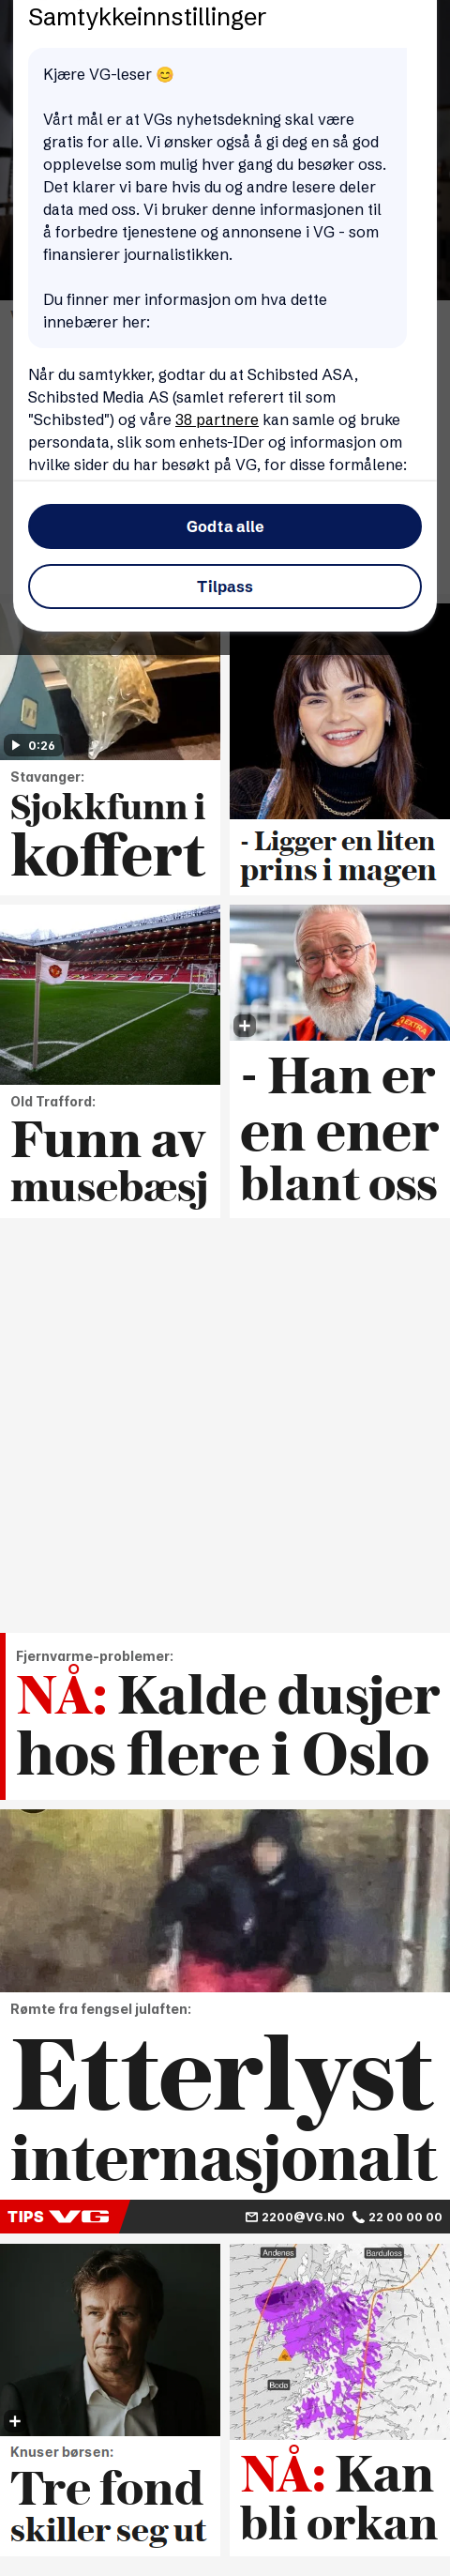 Samtykkeinnstillinger
Kjære VG-leser 😊
Vårt mål er at VGs nyhetsdekning skal være
gratis for alle. Vi ønsker også å gi deg en så god
opplevelse som mulig hver gang du besøker oss.
Det klarer vi bare hvis du og andre lesere deler
data med oss. Vi bruker denne informasjonen til
å forbedre tjenestene og annonsene i VG - som
finansierer journalistikken.
Du finner mer informasjon om hva dette
innebærer her:
Når du samtykker, godtar du at Schibsted ASA,
Schibsted Media AS (samlet referert til som
"Schibsted") og våre 38 partnere kan samle og bruke
persondata, slik som enhets-IDer og informasjon om
hvilke sider du har besøkt på VG, for disse formålene:
Godta alle
Tilpass
0:26
Stavanger:
Sjokkfunn i
koffert
- Ligger en liten
prins i magen
EXTRA
Old Trafford:
Funn av
musebæsj
- Han er
en ener
blant oss
Fjernvarme-problemer:
NÅ: Kalde dusjer
hos flere i Oslo
Rømte fra fengsel julaften:
Etterlyst
internasjonalt
TIPS VG
2200@VG.NO 22 00 00 00
Knuser børsen:
Tre fond
skiller seg ut
Andenes
Bardufoss
Bodø
NÅ: Kan
bli orkan